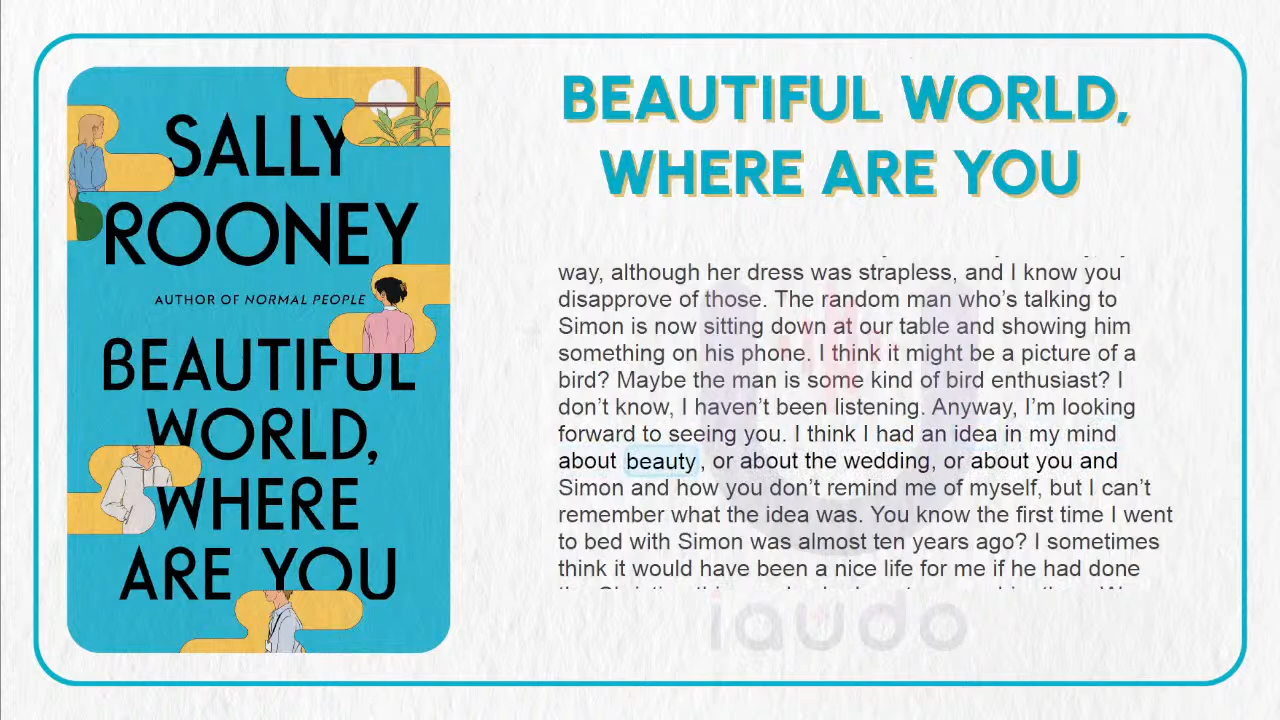 SALLY
ROONEY
AUTHOR OF NORMAL PEOPLE
BEAUTIFUL
WORLD,
WHERE
ARE YOU
BEAUTIFUL WORLD,
WHERE ARE YOU
way, although her dress was strapless, and I know you
disapprove of those. The random man who’s talking to
Simon is now sitting down at our table and showing him
something on his phone. I think it might be a picture of a
bird? Maybe the man is some kind of bird enthusiast? I
don’t know, I haven’t been listening. Anyway, I’m looking
forward to seeing you. I think I had an idea in my mind
about beauty, or about the wedding, or about you and
Simon and how you don’t remind me of myself, but I can’t
remember what the idea was. You know the first time I went
to bed with Simon was almost ten years ago? I sometimes
think it would have been a nice life for me if he had done
iaudo